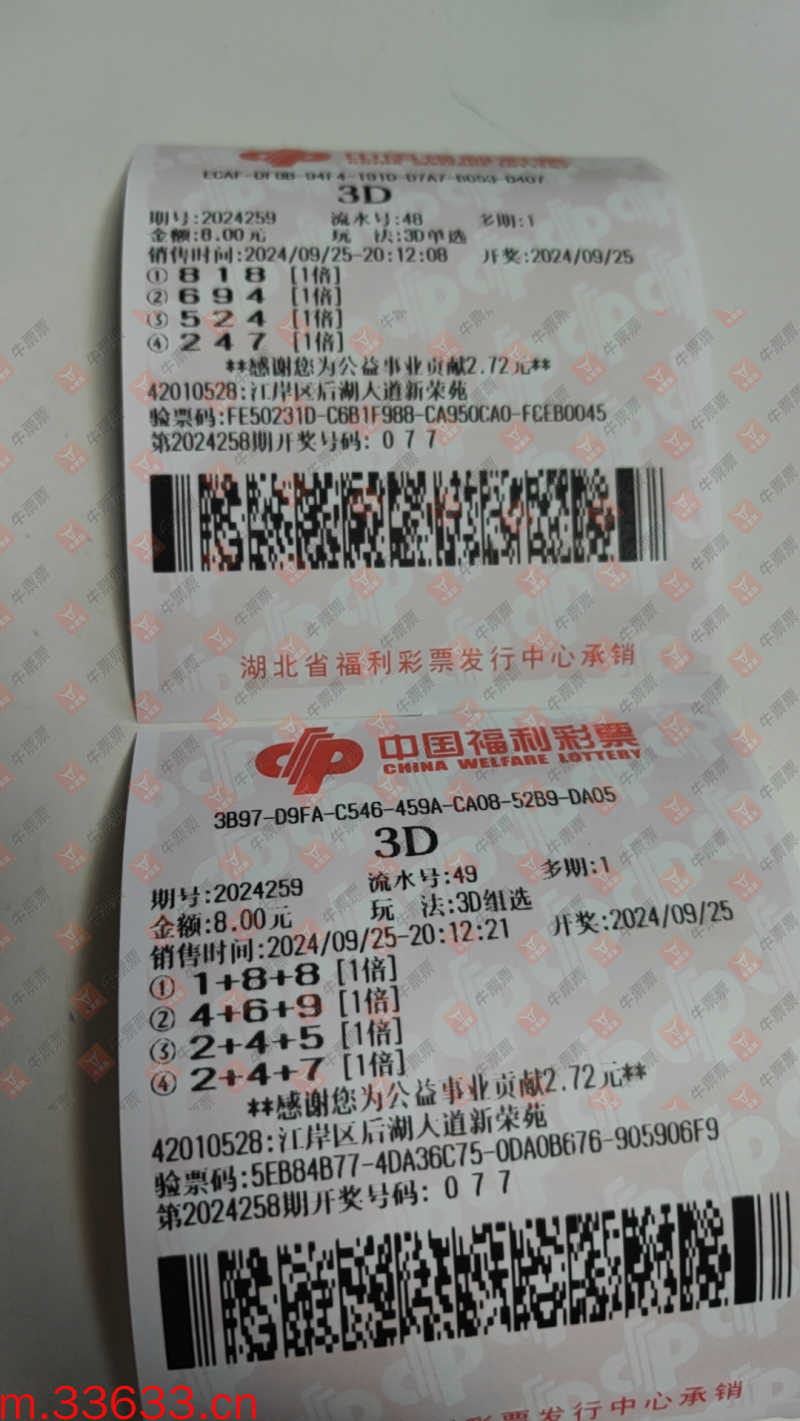 3D
期号:2024259 流水号:48 多期:1
金额:8.00元 玩 法:3D单选
销售时间:2024/09/25-20:12:08 开奖:2024/09/25
① 8 1 8 [1倍]
② 6 9 4 [1倍]
③ 5 2 4 [1倍]
④ 2 4 7 [1倍]
**感谢您为公益事业贡献2.72元**
42010528:江岸区后湖大道新荣苑
验票码:FE50231D-C6B1F988-CA950CA0-FCEB0045
第2024258期开奖号码: 0 7 7
湖北省福利彩票发行中心承销
中国福利彩票
CHINA WELFARE LOTTERY
3B97-D9FA-C546-459A-CA08-52B9-DA05
3D
期号:2024259 流水号:49 多期:1
金额:8.00元 玩 法:3D组选
销售时间:2024/09/25-20:12:21 开奖:2024/09/25
① 1+8+8 [1倍]
② 4+6+9 [1倍]
③ 2+4+5 [1倍]
④ 2+4+7 [1倍]
**感谢您为公益事业贡献2.72元**
42010528:江岸区后湖大道新荣苑
验票码:5EB84B77-4DA36C75-0DA0B676-905906F9
第2024258期开奖号码: 0 7 7
票发行中心承销
m.33633.cn
牛票票